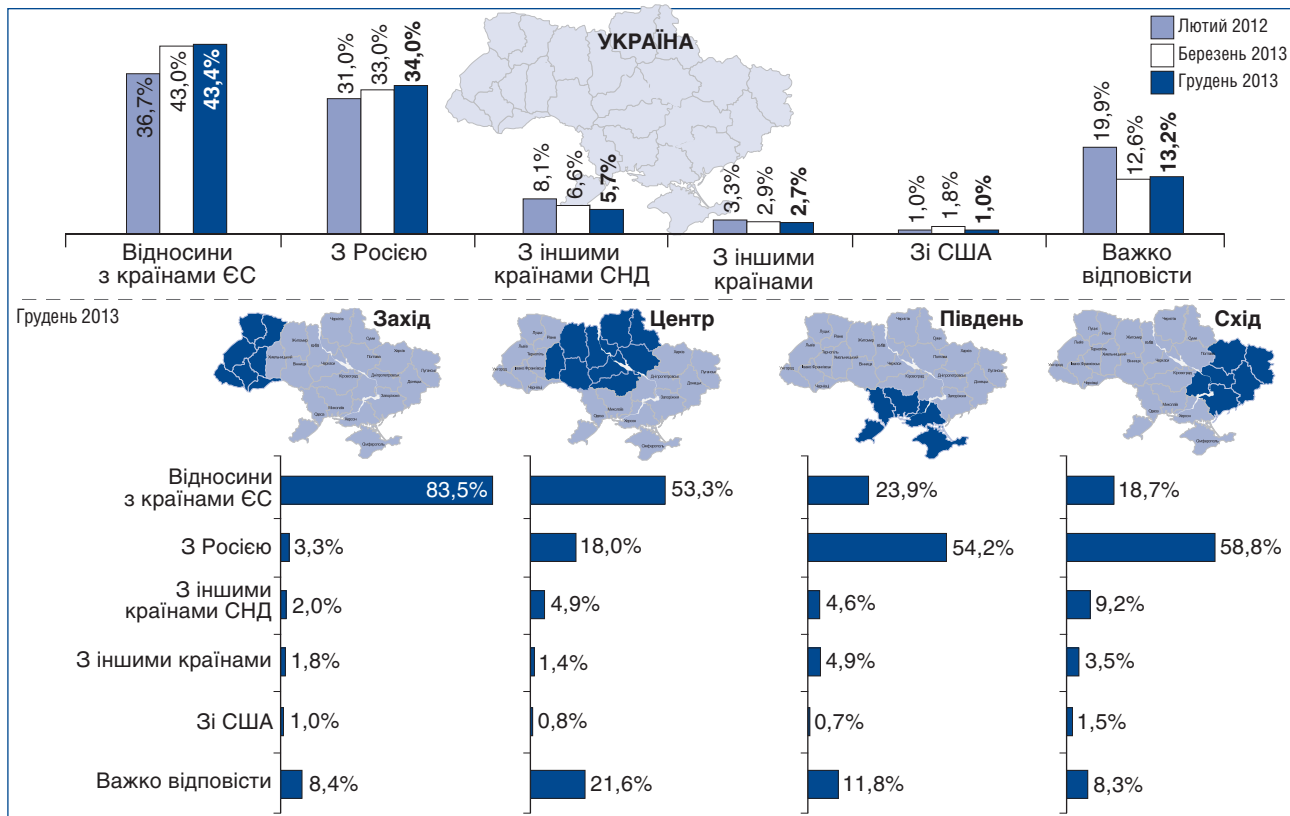 УКРАЇНА
Лютий 2012
Березень 2013
Грудень 2013
36,7%
43,0%
43,4%
31,0%
33,0%
34,0%
8,1%
6,6%
5,7%
3,3%
2,9%
2,7%
1,0%
1,8%
1,0%
19,9%
12,6%
13,2%
Відносини
з країнами ЄС
З Росією
З іншими
країнами СНД
З іншими
країнами
Зі США
Важко
відповісти
Грудень 2013
Захід
Центр
Південь
Схід
Відносини
з країнами ЄС
83,5%
53,3%
23,9%
18,7%
З Росією
3,3%
18,0%
54,2%
58,8%
З іншими
країнами СНД
2,0%
4,9%
4,6%
9,2%
З іншими країнами
1,8%
1,4%
4,9%
3,5%
Зі США
1,0%
0,8%
0,7%
1,5%
Важко відповісти
8,4%
21,6%
11,8%
8,3%